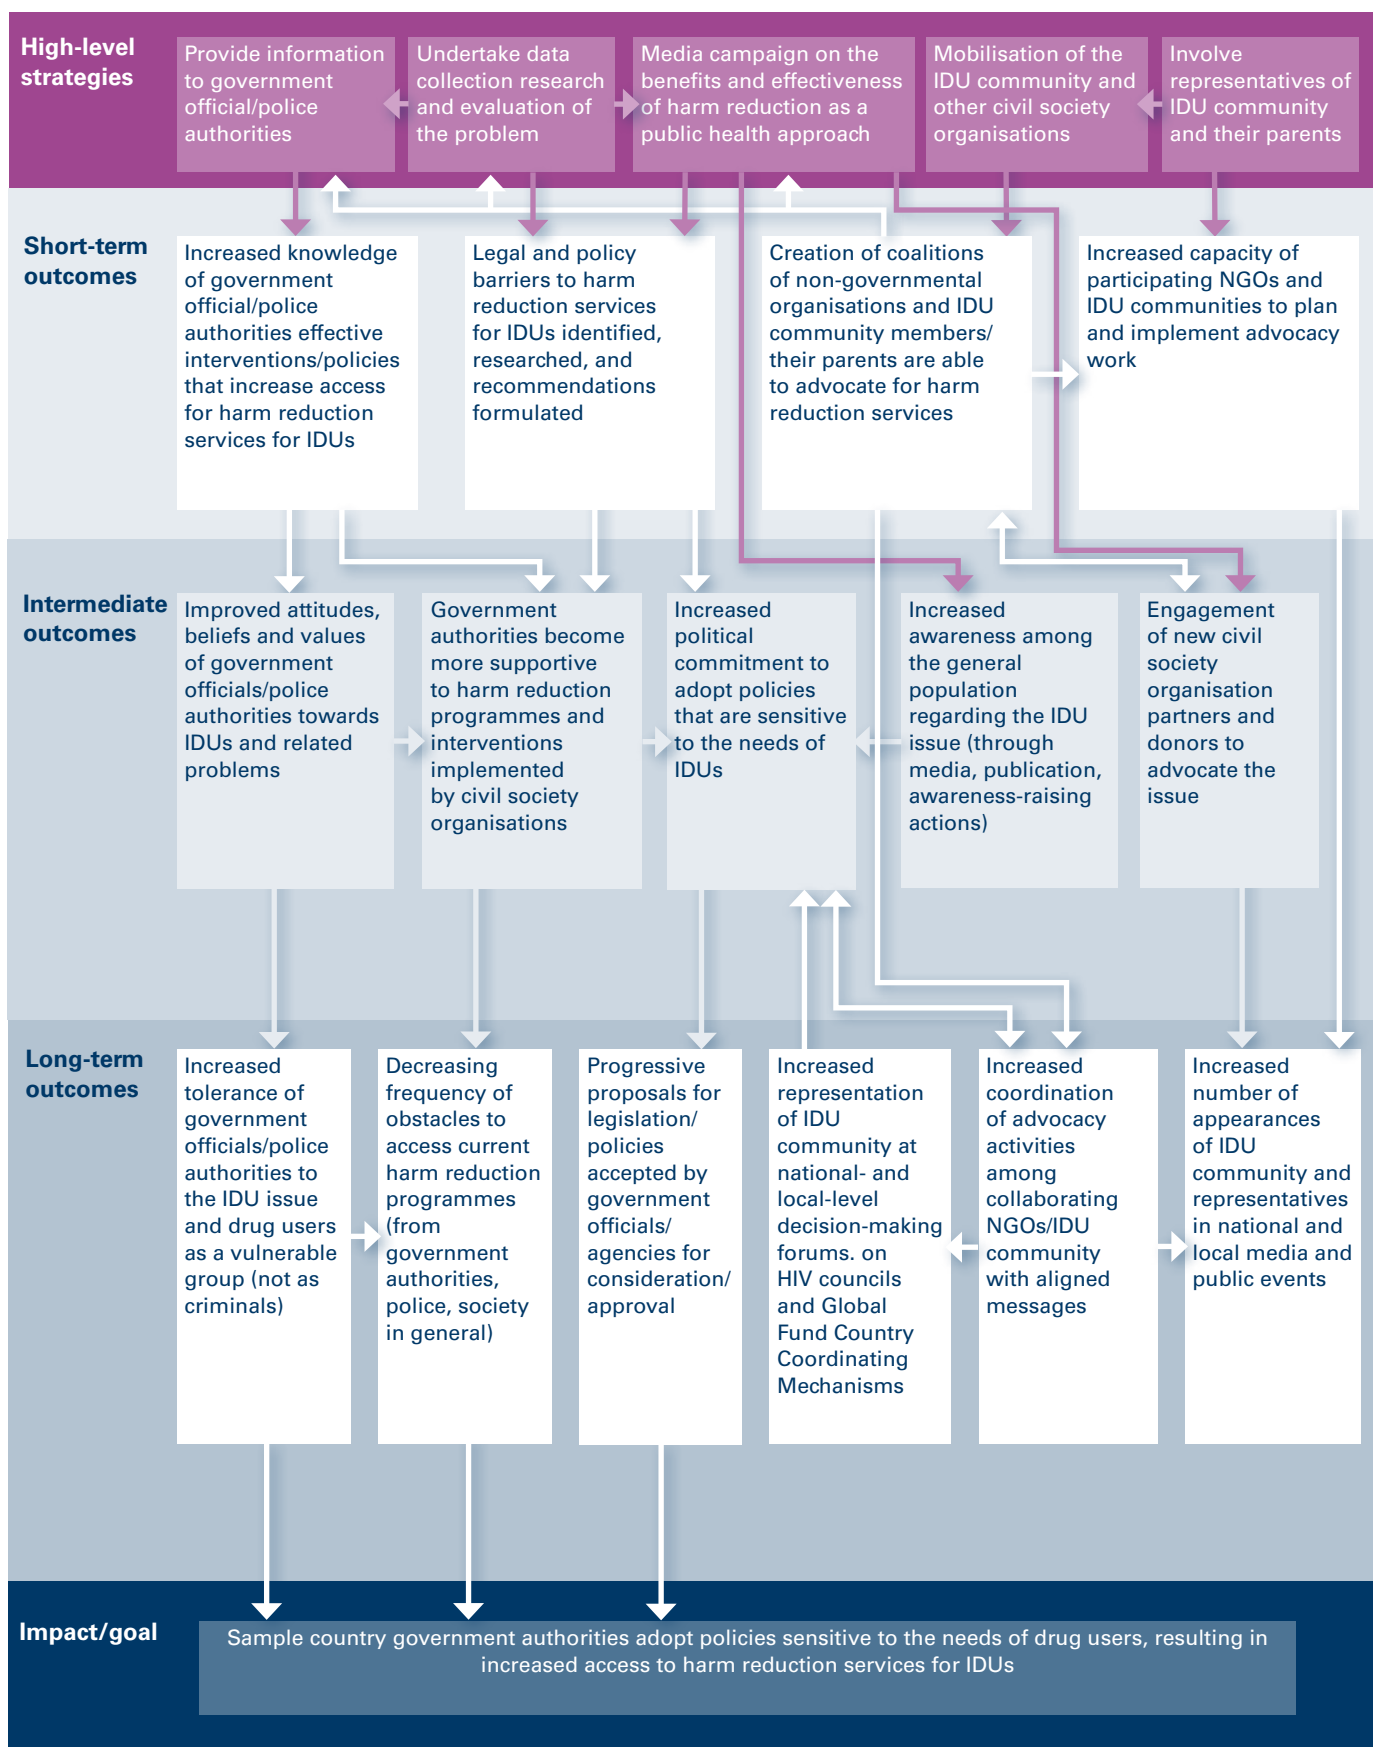 High-level
strategies
Provide information
to government
official/police
authorities
Undertake data
collection research
and evaluation of
the problem
Media campaign on the
benefits and effectiveness
of harm reduction as a
public health approach
Mobilisation of the
IDU community and
other civil society
organisations
Involve
representatives of
IDU community
and their parents
Short-term
outcomes
Increased knowledge
of government
official/police
authorities effective
interventions/policies
that increase access
for harm reduction
services for IDUs
Legal and policy
barriers to harm
reduction services
for IDUs identified,
researched, and
recommendations
formulated
Creation of coalitions
of non-governmental
organisations and IDU
community members/
their parents are able
to advocate for harm
reduction services
Increased capacity of
participating NGOs and
IDU communities to plan
and implement advocacy
work
Intermediate
outcomes
Improved attitudes,
beliefs and values
of government
officials/police
authorities towards
IDUs and related
problems
Government
authorities become
more supportive
to harm reduction
programmes and
interventions
implemented
by civil society
organisations
Increased
political
commitment to
adopt policies
that are sensitive
to the needs of
IDUs
Increased
awareness among
the general
population
regarding the IDU
issue (through
media, publication,
awareness-raising
actions)
Engagement
of new civil
society
organisation
partners and
donors to
advocate the
issue
Long-term
outcomes
Increased
tolerance of
government
officials/police
authorities to
the IDU issue
and drug users
as a vulnerable
group (not as
criminals)
Decreasing
frequency of
obstacles to
access current
harm reduction
programmes
(from
government
authorities,
police, society
in general)
Progressive
proposals for
legislation/
policies
accepted by
government
officials/
agencies for
consideration/
approval
Increased
representation
of IDU
community at
national- and
local-level
decision-making
forums. on
HIV councils
and Global
Fund Country
Coordinating
Mechanisms
Increased
coordination
of advocacy
activities
among
collaborating
NGOs/IDU
community
with aligned
messages
Increased
number of
appearances
of IDU
community and
representatives
in national and
local media and
public events
Impact/goal
Sample country government authorities adopt policies sensitive to the needs of drug users, resulting in
increased access to harm reduction services for IDUs